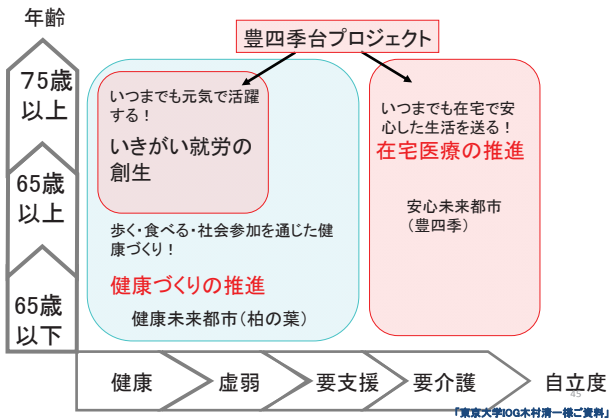 年齢
豊四季台プロジェクト
75歳
以上
いつまでも元気で活躍
する！
いきがい就労の
創生
いつまでも在宅で安
心した生活を送る！
在宅医療の推進
65歳
以上
安心未来都市
（豊四季）
歩く・食べる・社会参加を通じた健
康づくり！
健康づくりの推進
65歳
以下
健康未来都市（柏の葉）
健康
虚弱
要支援
要介護
自立度
45
「東京大学IOG木村清一様ご資料」